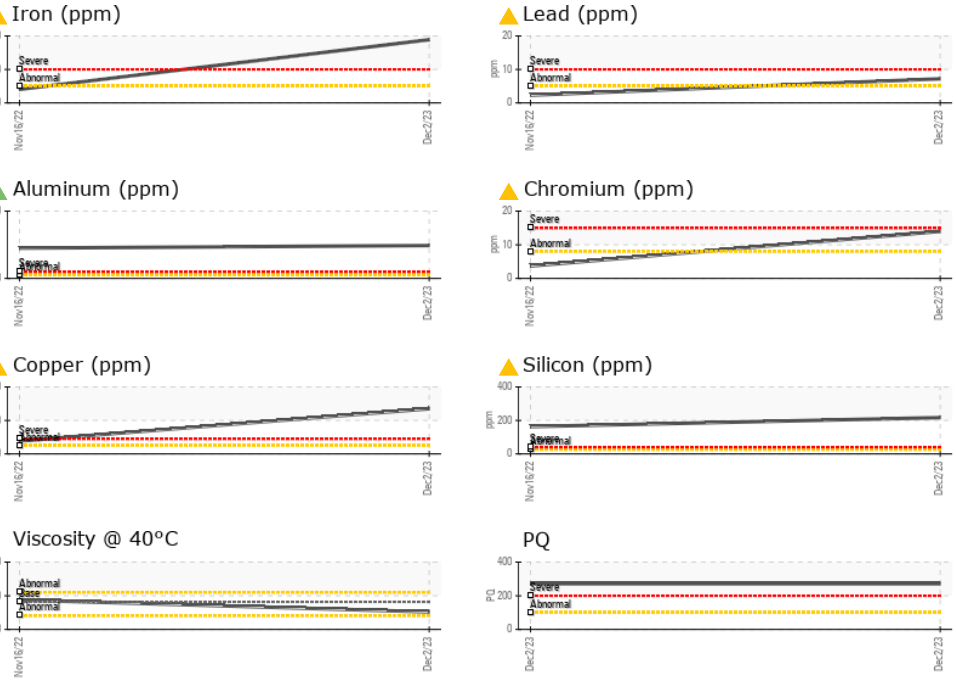 Iron (ppm)
Severe
Abnormal
Nov16/22
Dec2/23
Lead (ppm)
20
10
0
ppm
Severe
Abnormal
Nov16/22
Dec2/23
Aluminum (ppm)
Severe
Abnormal
Nov16/22
Dec2/23
Chromium (ppm)
20
10
0
ppm
Severe
Abnormal
Nov16/22
Dec2/23
Copper (ppm)
Severe
Abnormal
Nov16/22
Dec2/23
Silicon (ppm)
400
200
0
ppm
Severe
Abnormal
Nov16/22
Dec2/23
Viscosity @ 40°C
Abnormal
Base
Abnormal
Nov16/22
Dec2/23
PQ
400
200
0
PQ
Severe
Abnormal
Dec2/23
Dec2/23